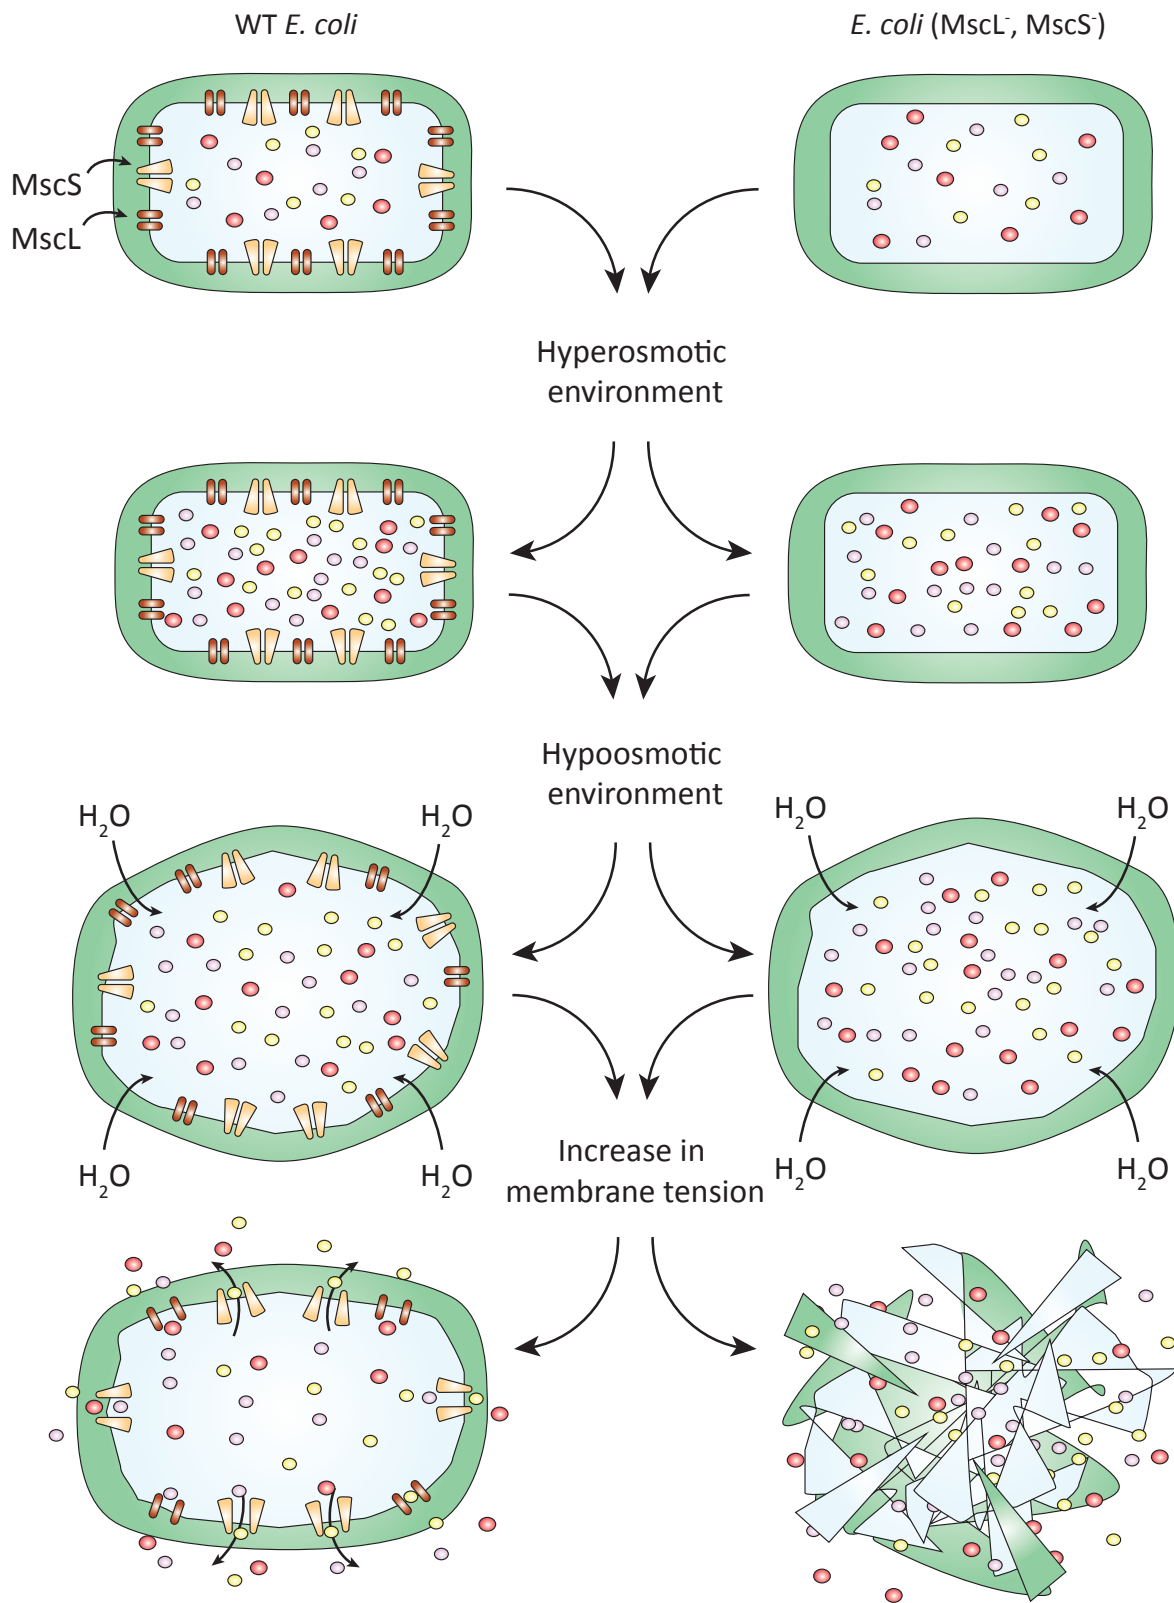 WT E. coli
E. coli (MscL⁻, MscS⁻)
MscS
MscL
Hyperosmotic
environment
Hypoosmotic
environment
H₂O
H₂O
H₂O
H₂O
H₂O
H₂O
H₂O
H₂O
Increase in
membrane tension